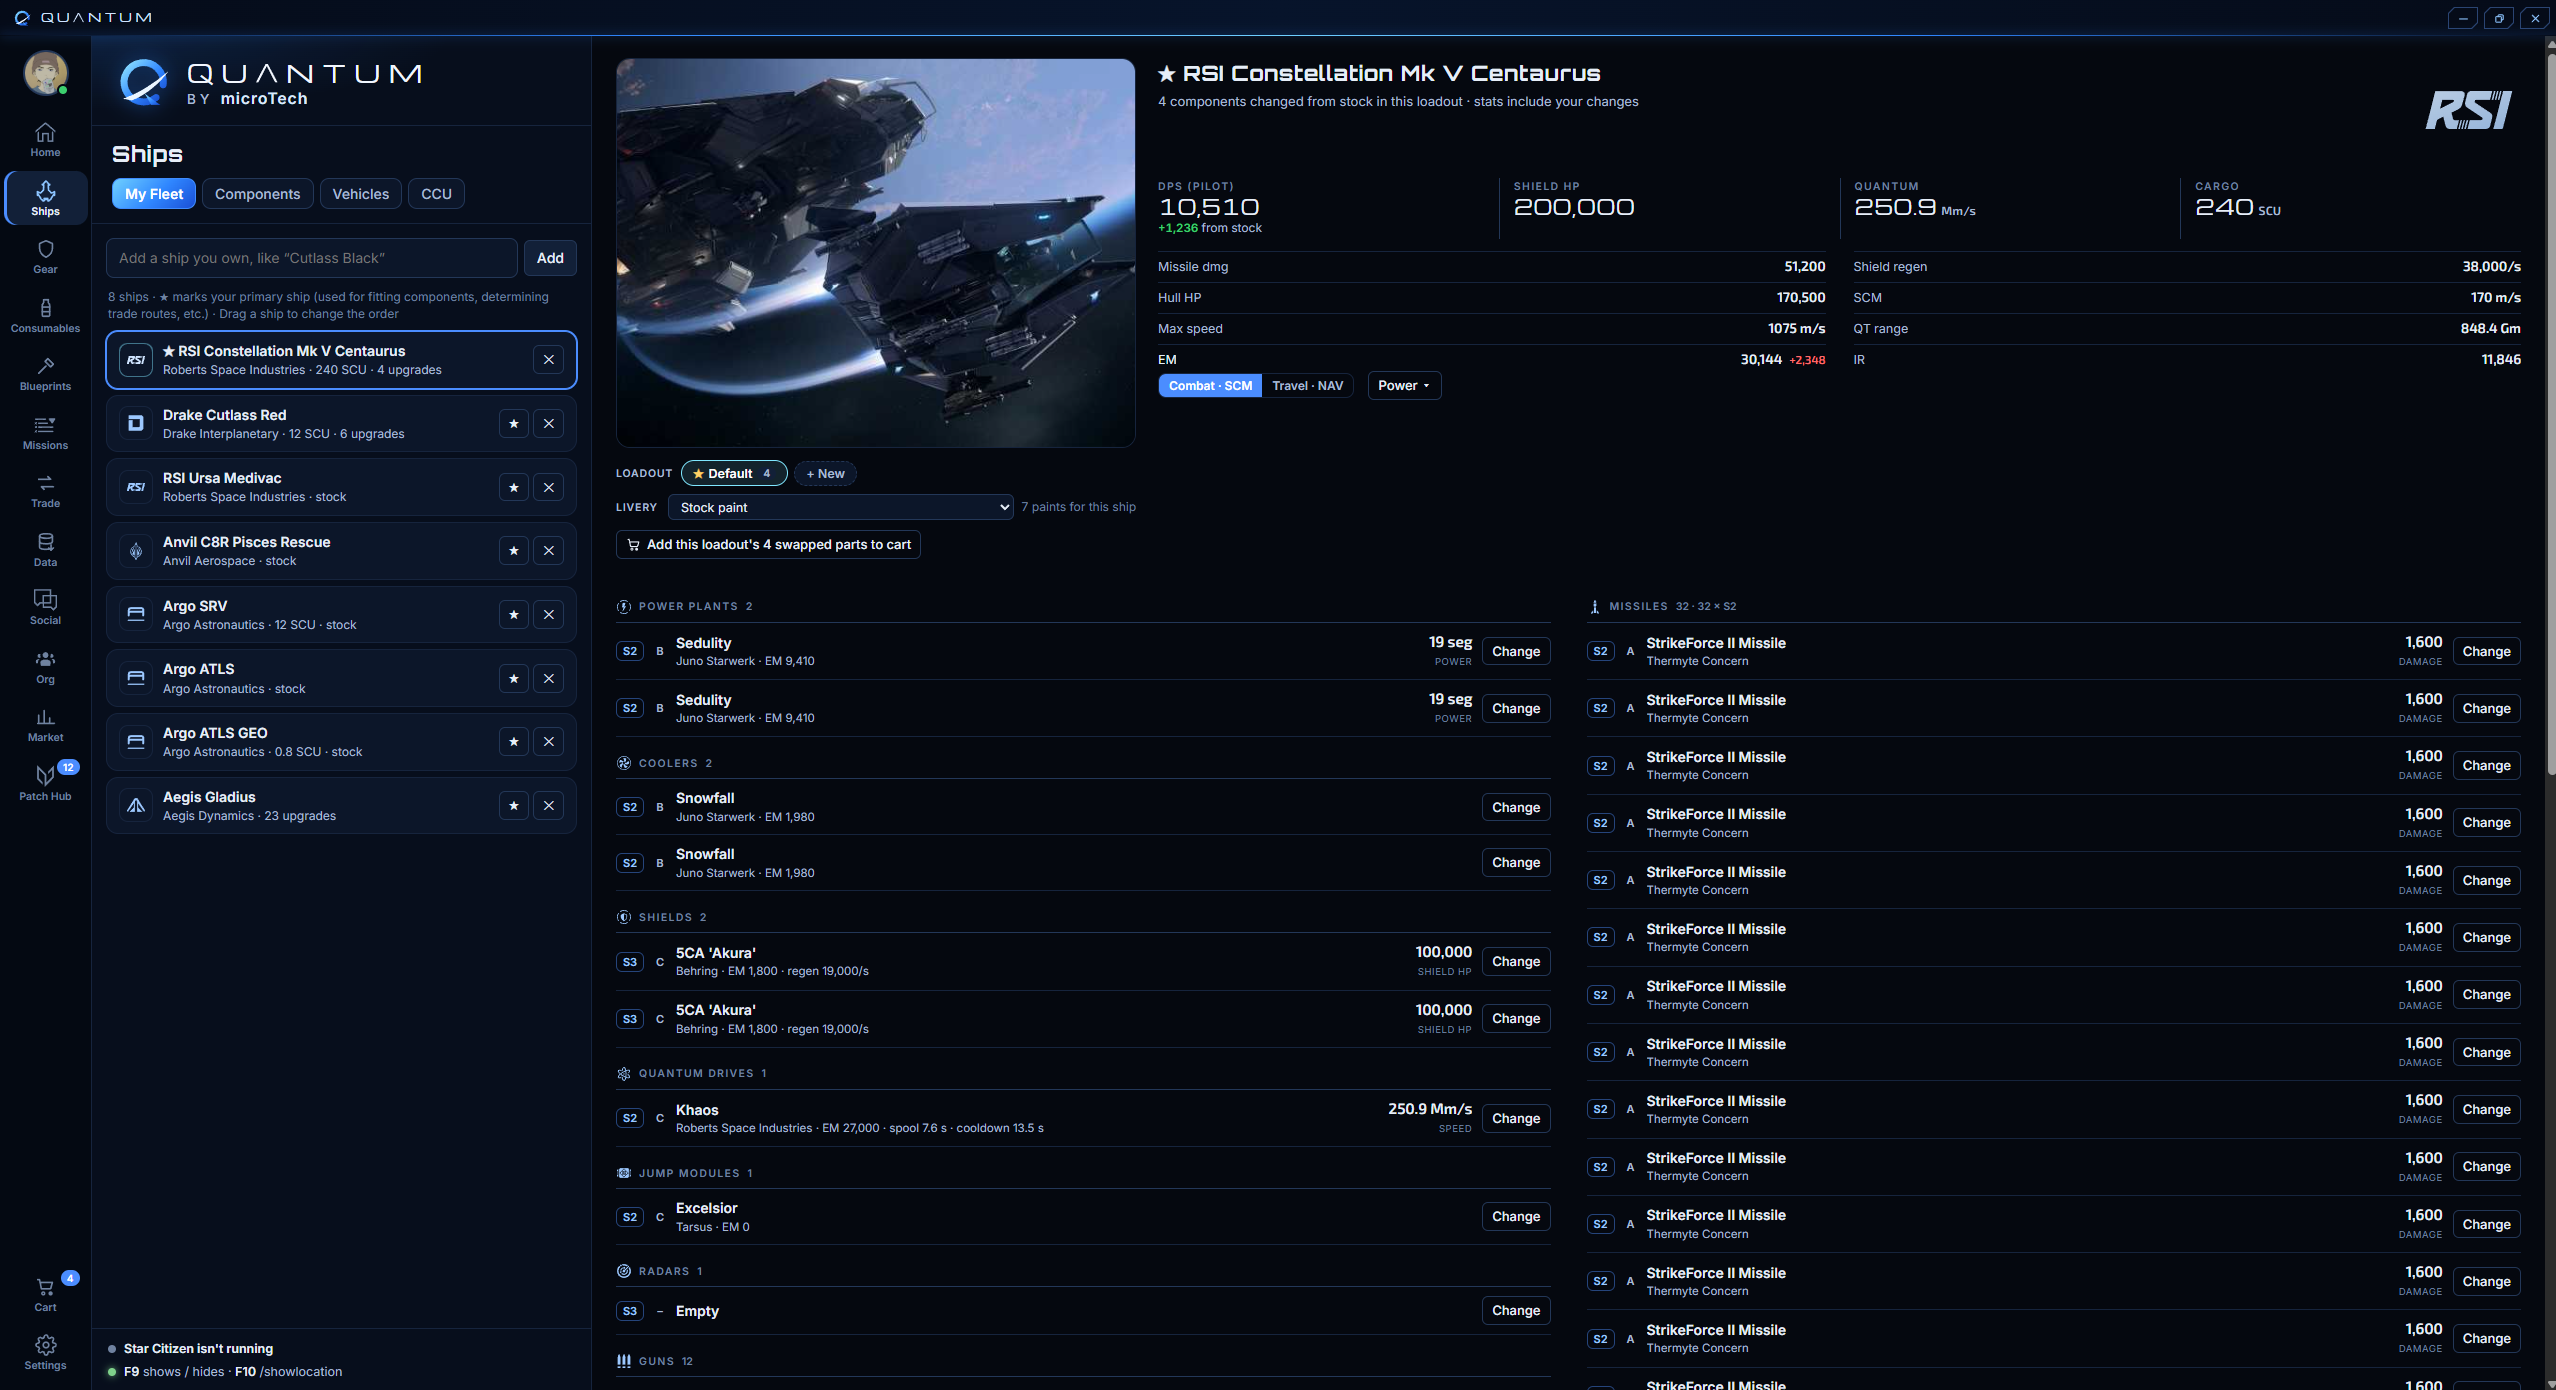 QUANTUM
QUANTUM
BY microTech
Home
Ships
Gear
Consumables
Blueprints
Missions
Trade
Data
Social
Org
Market
12
Patch Hub
4
Cart
Settings
Ships
My Fleet
Components
Vehicles
CCU
Add a ship you own, like “Cutlass Black”
Add
8 ships · ★ marks your primary ship (used for fitting components, determining
trade routes, etc.) · Drag a ship to change the order
RSI
★ RSI Constellation Mk V Centaurus
Roberts Space Industries · 240 SCU · 4 upgrades
Drake Cutlass Red
Drake Interplanetary · 12 SCU · 6 upgrades
RSI
RSI Ursa Medivac
Roberts Space Industries · stock
Anvil C8R Pisces Rescue
Anvil Aerospace · stock
Argo SRV
Argo Astronautics · 12 SCU · stock
Argo ATLS
Argo Astronautics · stock
Argo ATLS GEO
Argo Astronautics · 0.8 SCU · stock
Aegis Gladius
Aegis Dynamics · 23 upgrades
Star Citizen isn't running
F9 shows / hides · F10 /showlocation
★ RSI Constellation Mk V Centaurus
4 components changed from stock in this loadout · stats include your changes
RSI
DPS (PILOT)
10,510
+1,236 from stock
SHIELD HP
200,000
QUANTUM
250.9 Mm/s
CARGO
240 SCU
Missile dmg 51,200
Shield regen 38,000/s
Hull HP 170,500
SCM 170 m/s
Max speed 1075 m/s
QT range 848.4 Gm
EM 30,144 +2,348
IR 11,846
Combat · SCM
Travel · NAV
Power
LOADOUT
★ Default 4
+ New
LIVERY
Stock paint
7 paints for this ship
Add this loadout's 4 swapped parts to cart
POWER PLANTS 2
S2 B Sedulity 19 seg Change
Juno Starwerk · EM 9,410 POWER
S2 B Sedulity 19 seg Change
Juno Starwerk · EM 9,410 POWER
COOLERS 2
S2 B Snowfall Change
Juno Starwerk · EM 1,980
S2 B Snowfall Change
Juno Starwerk · EM 1,980
SHIELDS 2
S3 C 5CA 'Akura' 100,000 Change
Behring · EM 1,800 · regen 19,000/s SHIELD HP
S3 C 5CA 'Akura' 100,000 Change
Behring · EM 1,800 · regen 19,000/s SHIELD HP
QUANTUM DRIVES 1
S2 C Khaos 250.9 Mm/s Change
Roberts Space Industries · EM 27,000 · spool 7.6 s · cooldown 13.5 s SPEED
JUMP MODULES 1
S2 C Excelsior Change
Tarsus · EM 0
RADARS 1
S3 – Empty Change
GUNS 12
MISSILES 32 · 32 × S2
S2 A StrikeForce II Missile 1,600 Change
Thermyte Concern DAMAGE
S2 A StrikeForce II Missile 1,600 Change
Thermyte Concern DAMAGE
S2 A StrikeForce II Missile 1,600 Change
Thermyte Concern DAMAGE
S2 A StrikeForce II Missile 1,600 Change
Thermyte Concern DAMAGE
S2 A StrikeForce II Missile 1,600 Change
Thermyte Concern DAMAGE
S2 A StrikeForce II Missile 1,600 Change
Thermyte Concern DAMAGE
S2 A StrikeForce II Missile 1,600 Change
Thermyte Concern DAMAGE
S2 A StrikeForce II Missile 1,600 Change
Thermyte Concern DAMAGE
S2 A StrikeForce II Missile 1,600 Change
Thermyte Concern DAMAGE
S2 A StrikeForce II Missile 1,600 Change
Thermyte Concern DAMAGE
S2 A StrikeForce II Missile 1,600 Change
Thermyte Concern DAMAGE
S2 A StrikeForce II Missile 1,600 Change
Thermyte Concern DAMAGE
S2 A StrikeForce II Missile 1,600 Change
Thermyte Concern DAMAGE
StrikeForce II Missile 1,600